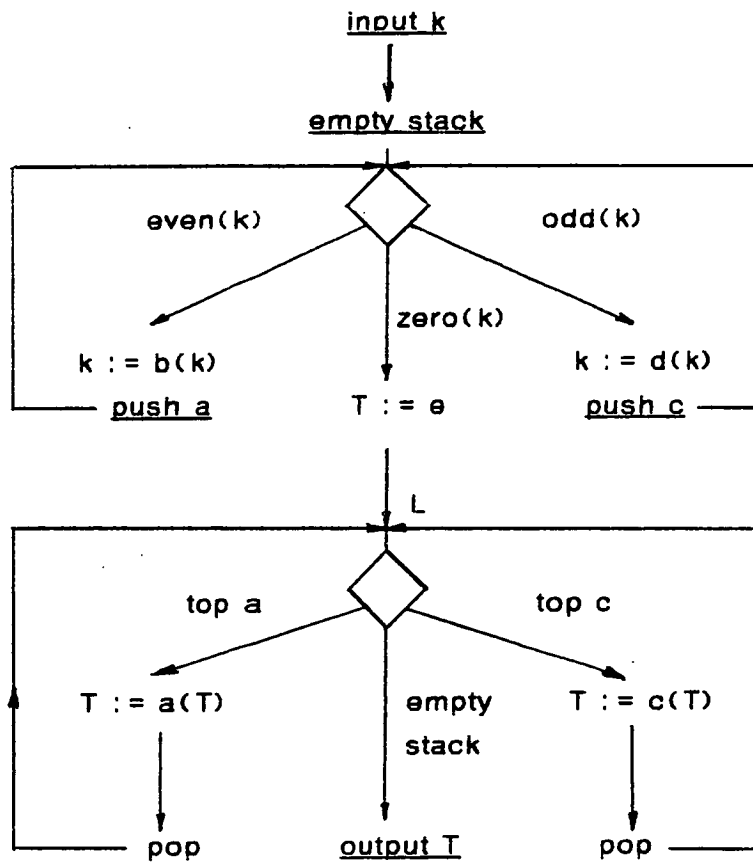 input k
empty stack
even(k)
odd(k)
zero(k)
k := b(k)
k := d(k)
push a
T := e
push c
L
top a
top c
T := a(T)
empty
stack
T := c(T)
pop
output T
pop